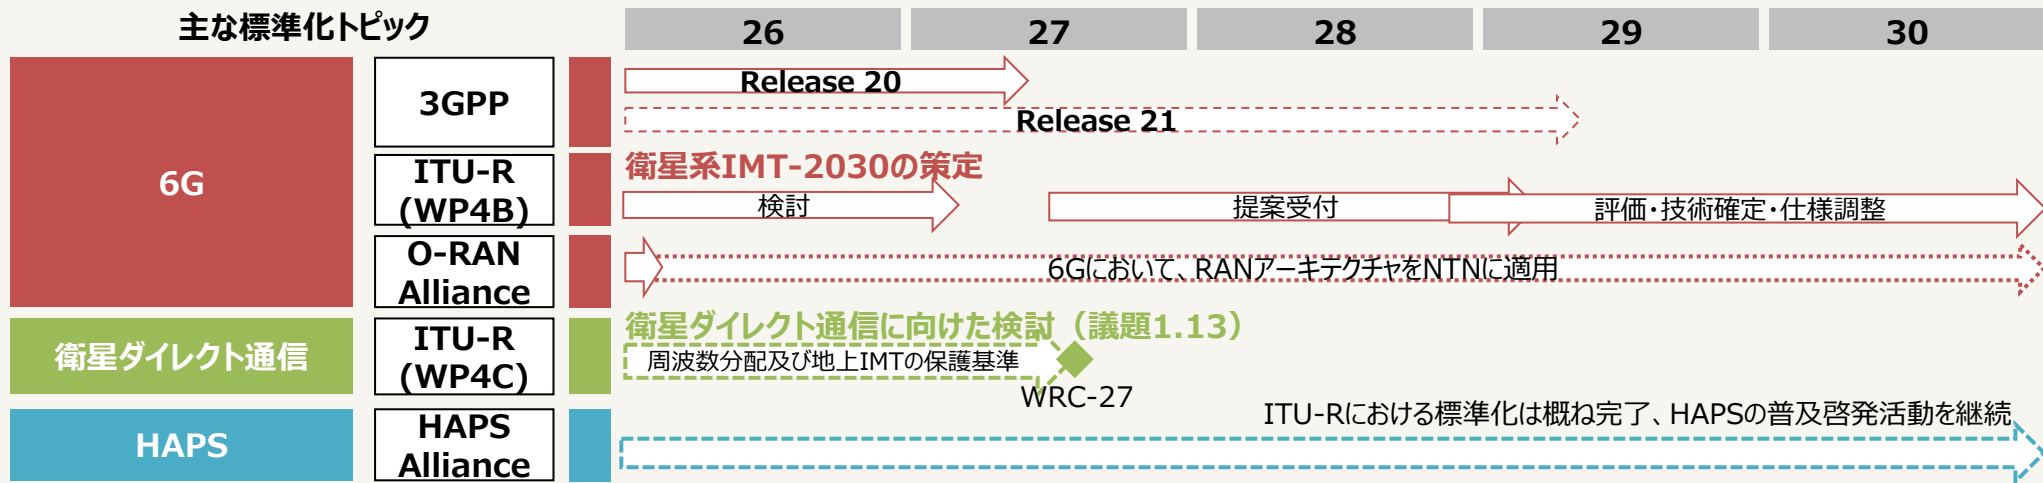 主な標準化トピック
26
27
28
29
30
6G
3GPP
Release 20
Release 21
ITU-R
(WP4B)
衛星系IMT-2030の策定
検討
提案受付
評価・技術確定・仕様調整
O-RAN
Alliance
6Gにおいて、RANアーキテクチャをNTNに適用
衛星ダイレクト通信
ITU-R
(WP4C)
衛星ダイレクト通信に向けた検討（議題1.13）
周波数分配及び地上IMTの保護基準
WRC-27
HAPS
HAPS
Alliance
ITU-Rにおける標準化は概ね完了、HAPSの普及啓発活動を継続